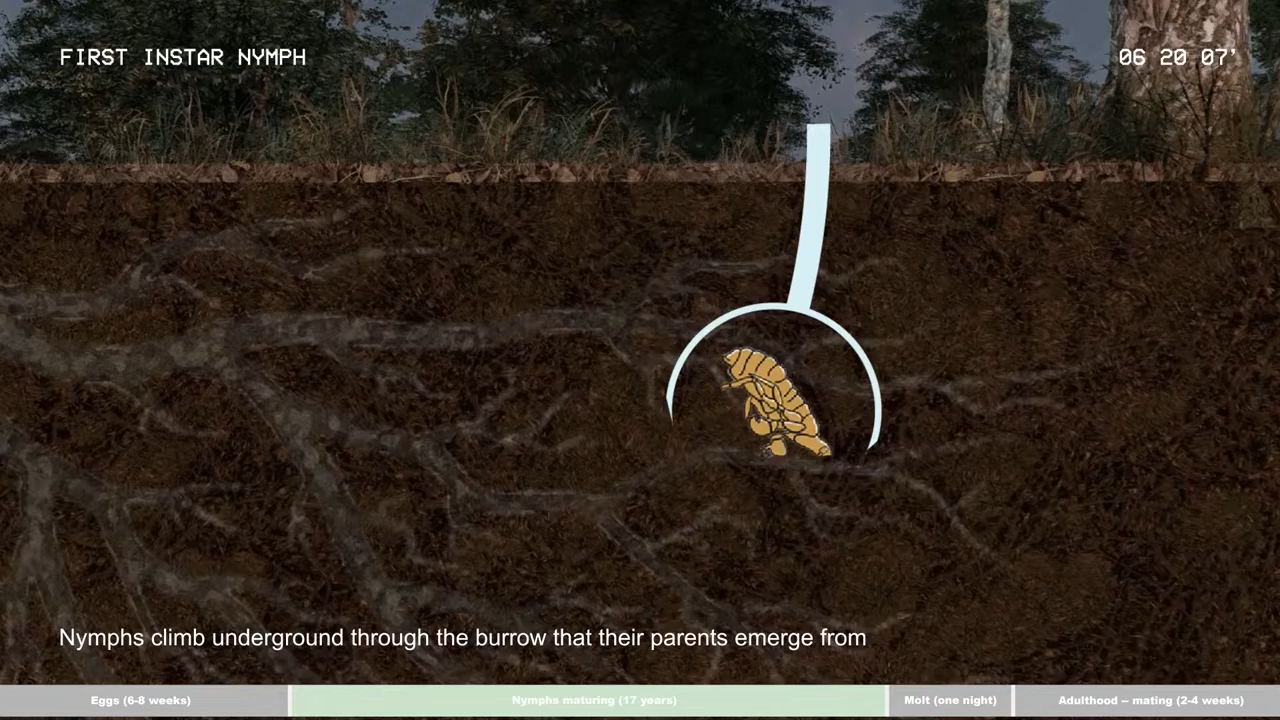 FIRST INSTAR NYMPH
06 20 07'
Nymphs climb underground through the burrow that their parents emerge from
Eggs (6-8 weeks)
Nymphs maturing (17 years)
Molt (one night)
Adulthood -- mating (2-4 weeks)